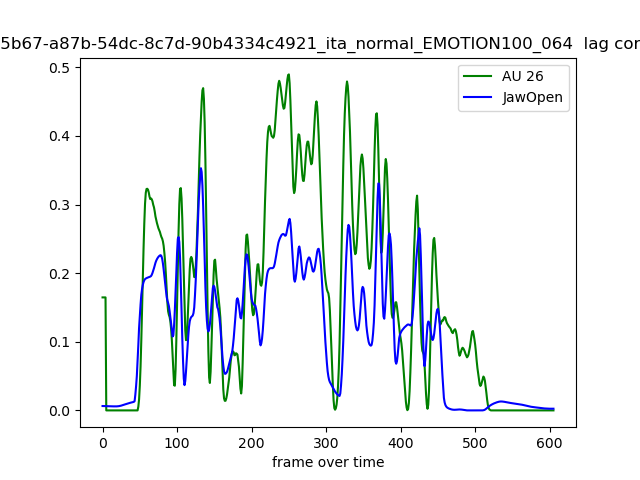 5b67-a87b-54dc-8c7d-90b4334c4921_ita_normal_EMOTION100_064 lag cor
AU 26
JawOpen
0.5
0.4
0.3
0.2
0.1
0.0
0 100 200 300 400 500 600
frame over time